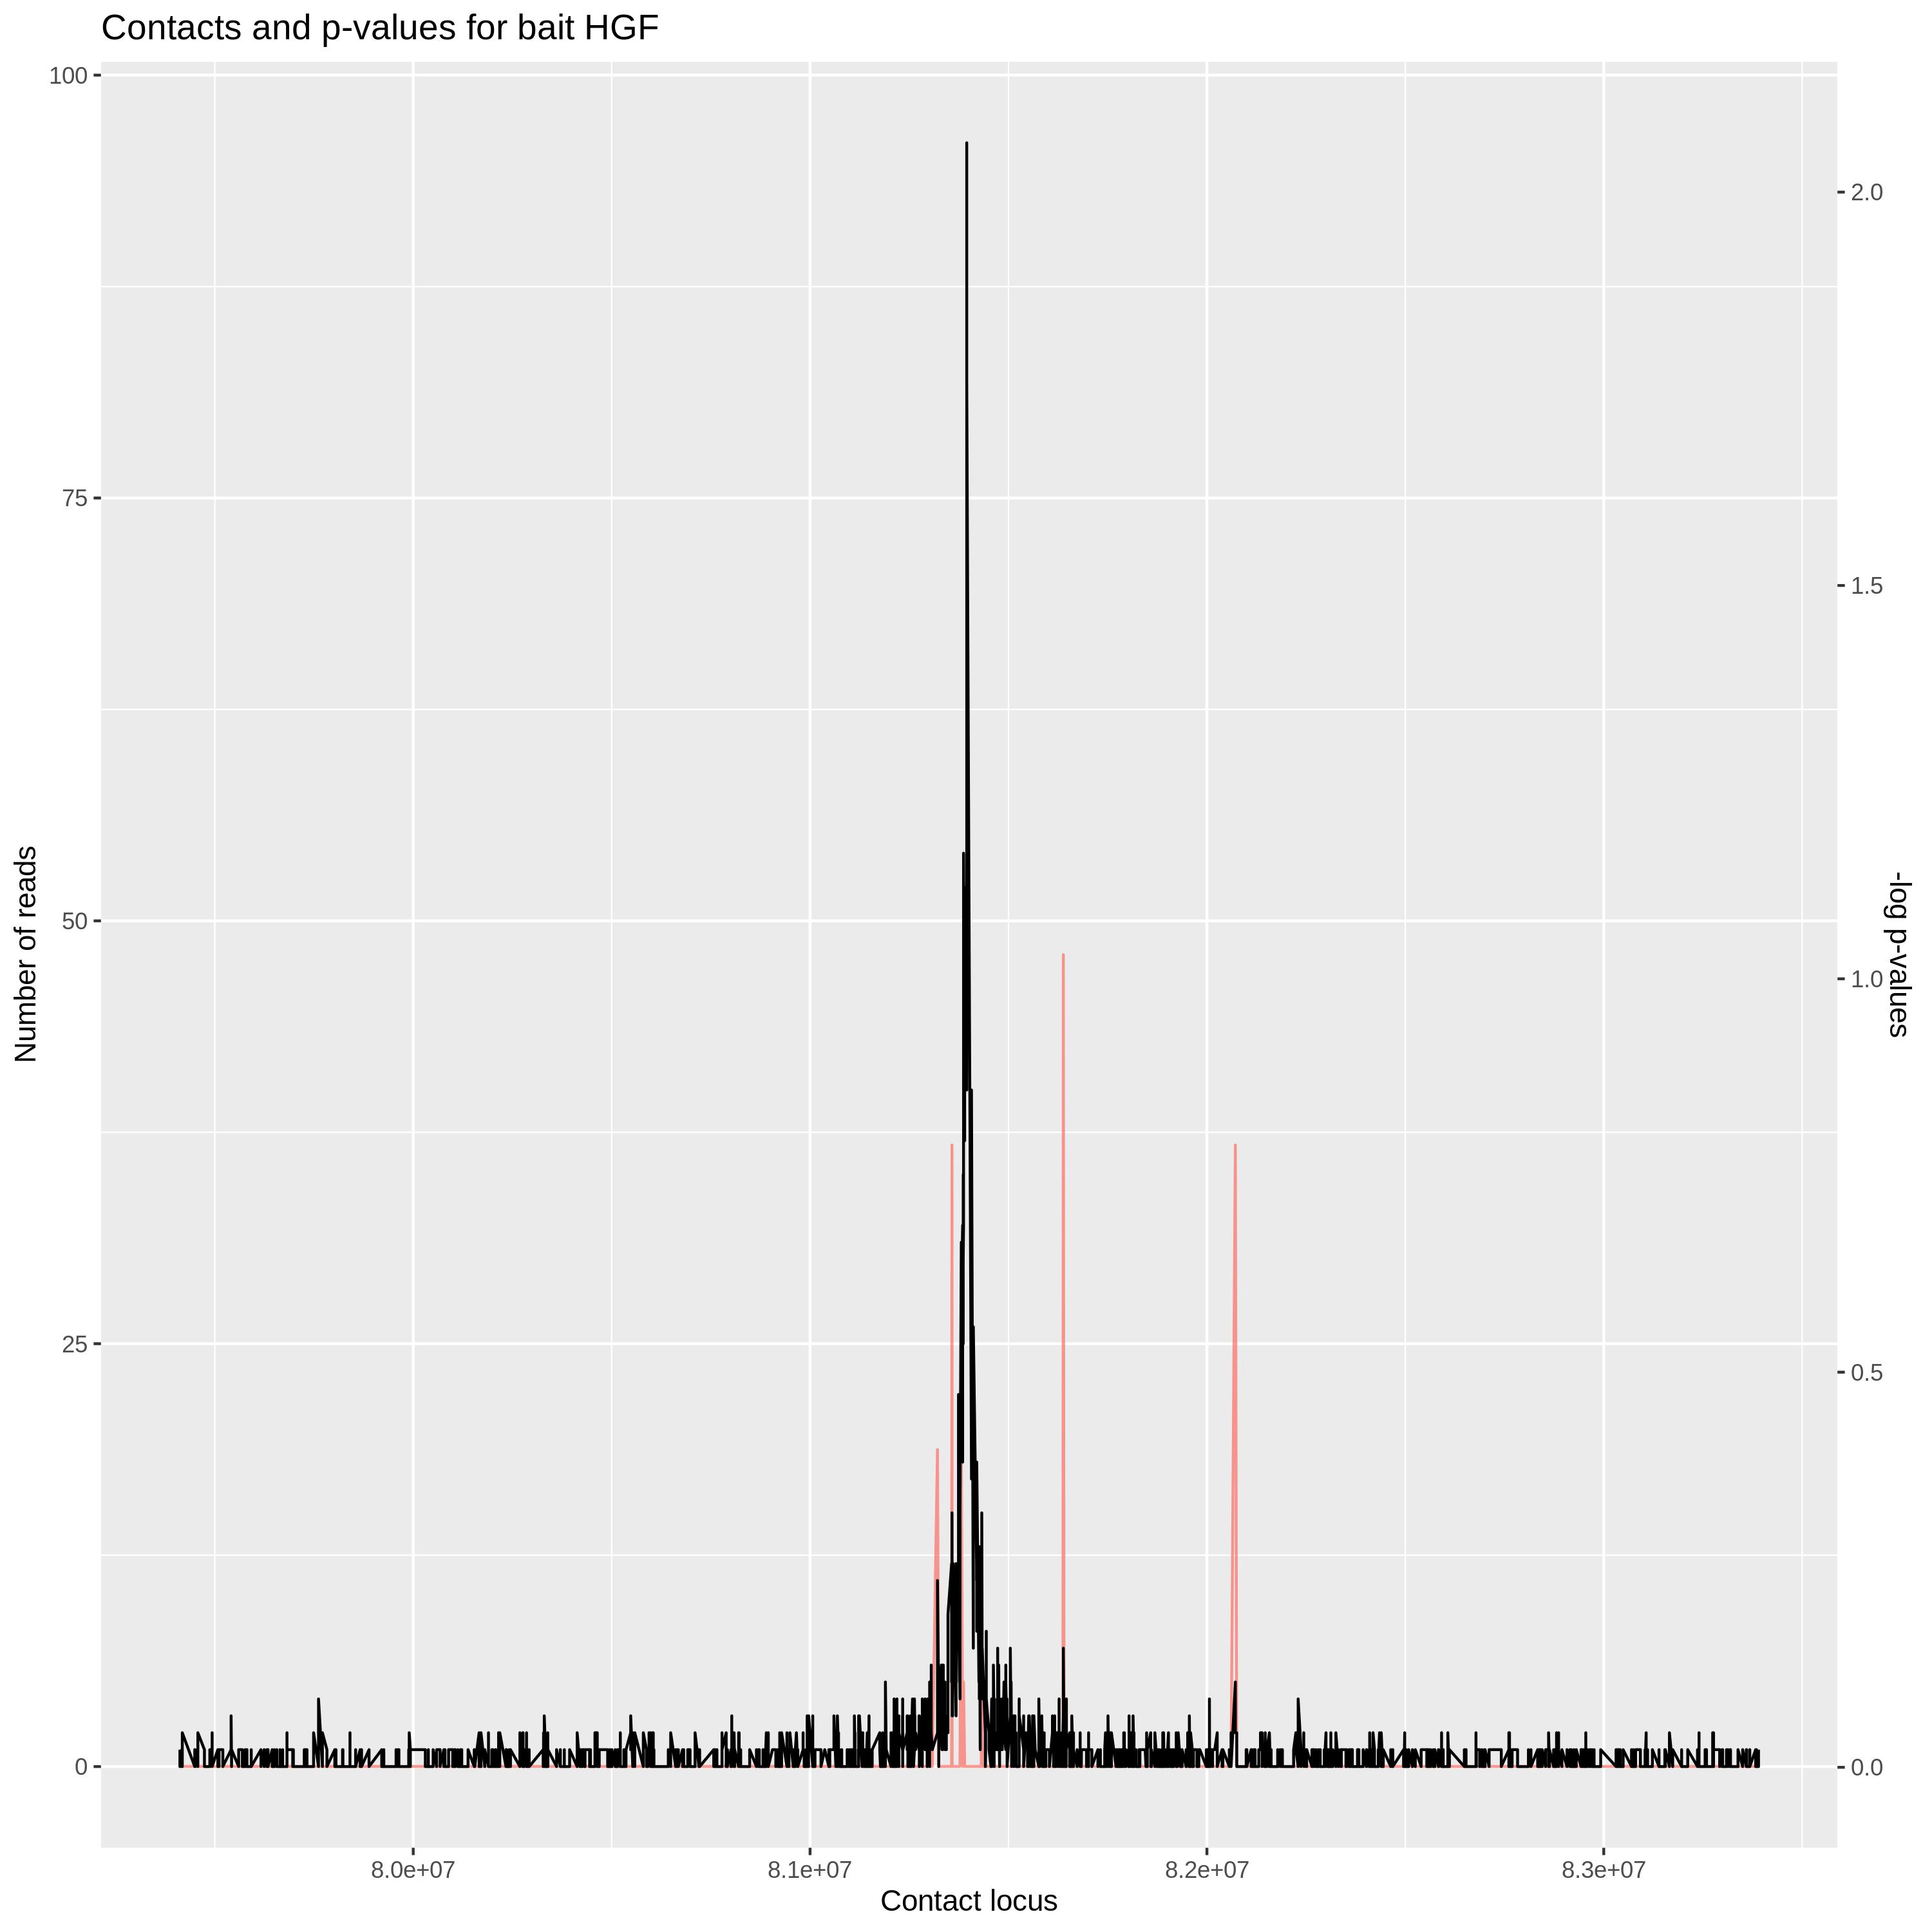 Contacts and p-values for bait HGF
100
75
50
25
0
Number of reads
2.0
1.5
1.0
0.5
0.0
-log p-values
8.0e+07
8.1e+07
8.2e+07
8.3e+07
Contact locus